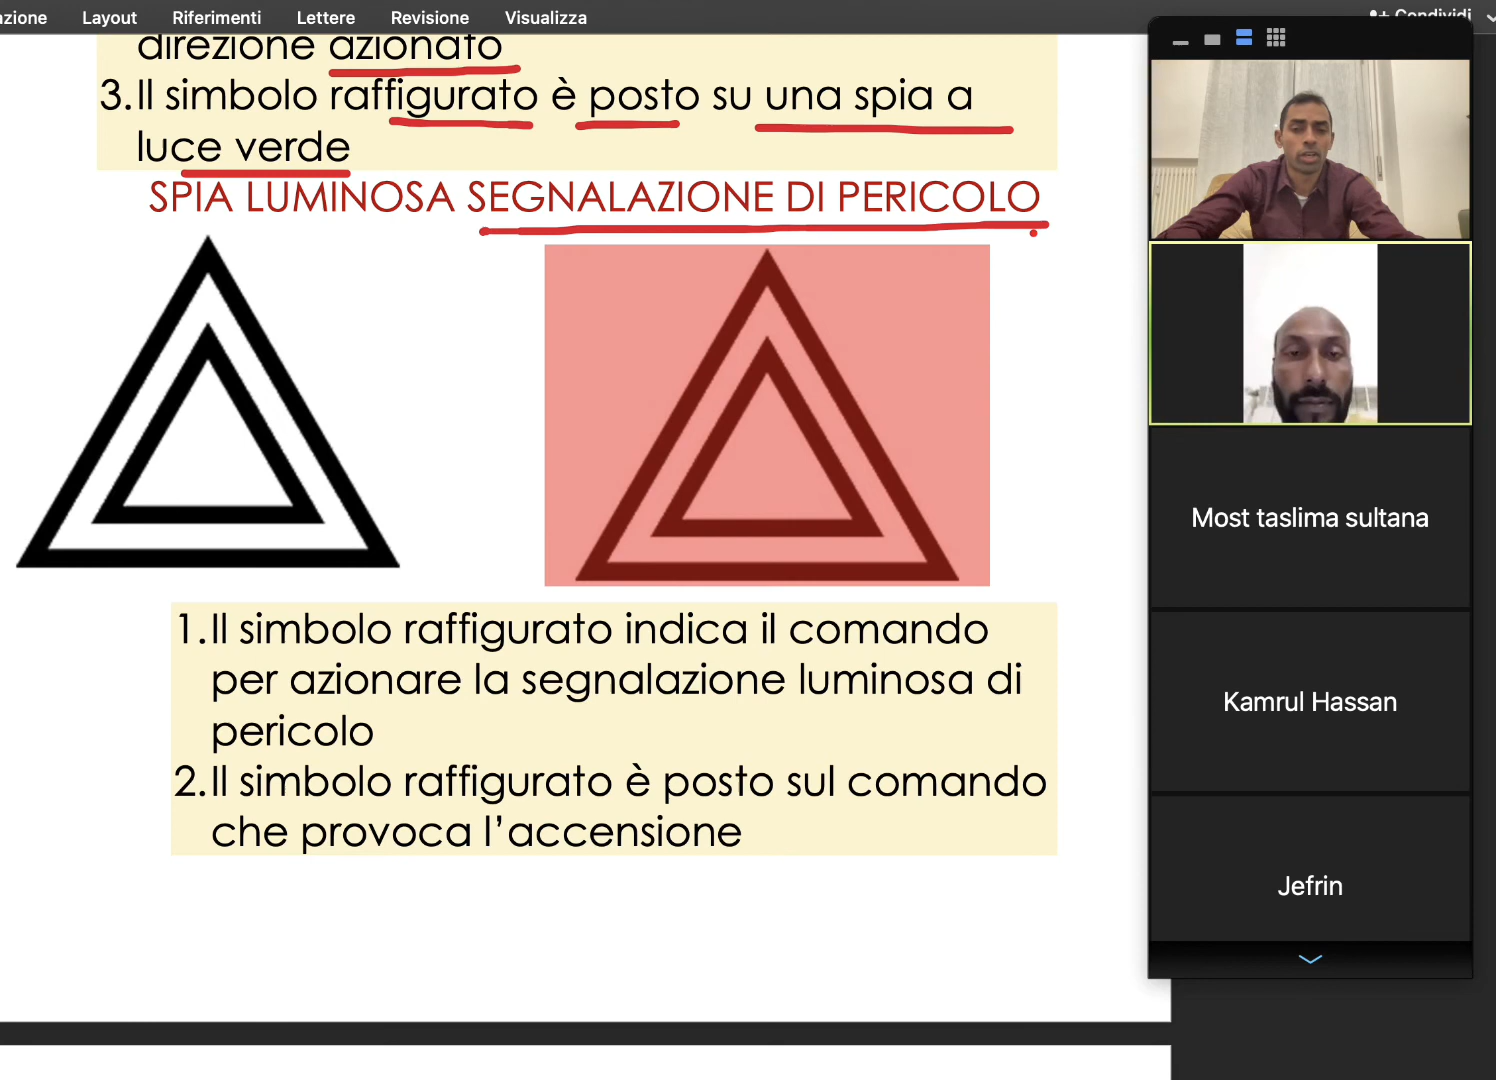 azione Layout Riferimenti Lettere Revisione Visualizza Condividi
direzione azionato
3. Il simbolo raffigurato è posto su una spia a
luce verde
SPIA LUMINOSA SEGNALAZIONE DI PERICOLO
1. Il simbolo raffigurato indica il comando
per azionare la segnalazione luminosa di
pericolo
2. Il simbolo raffigurato è posto sul comando
che provoca l’accensione
Most taslima sultana
Kamrul Hassan
Jefrin